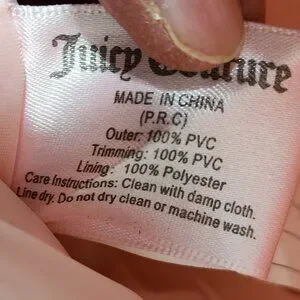 Juicy Couture
MADE IN CHINA
(P.R.C)
Outer: 100% PVC
Trimming: 100% PVC
Lining: 100% Polyester
Care Instructions: Clean with damp cloth.
Line dry. Do not dry clean or machine wash.